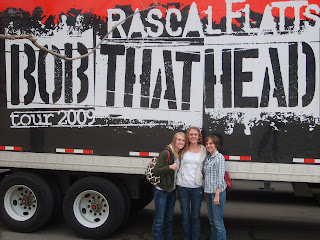 RASCAL FLATTS
BOB THAT HEAD
tour 2009